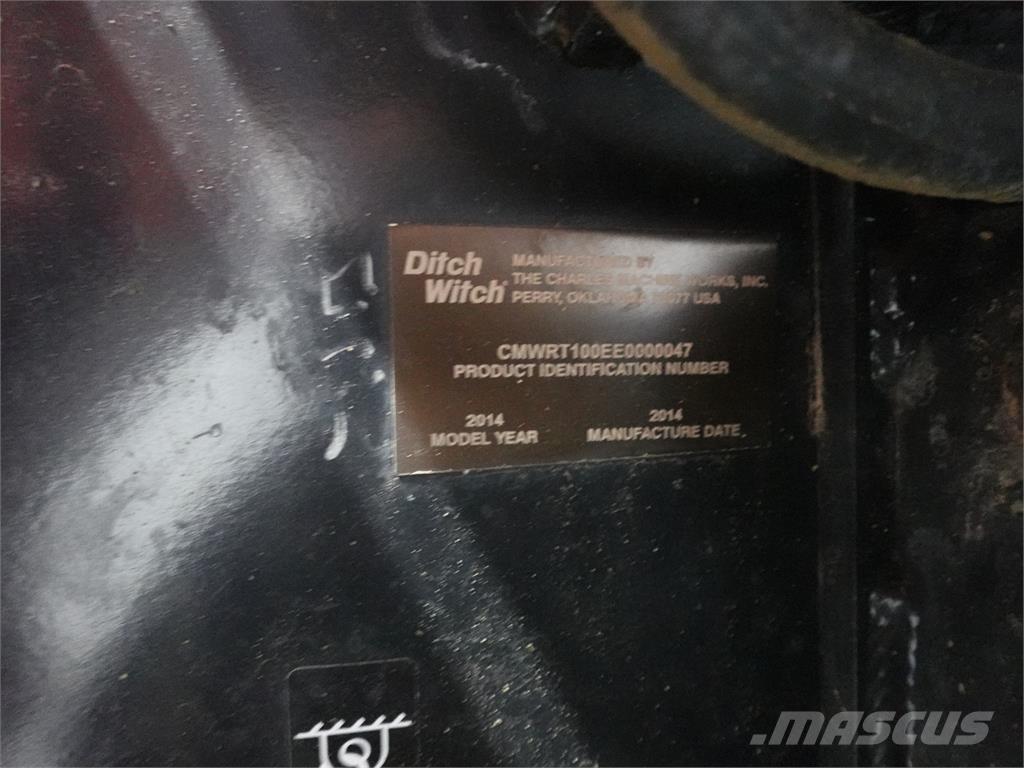 Ditch
Witch®
MANUFACTURED BY
THE CHARLES MACHINE WORKS, INC.
PERRY, OKLAHOMA 73077 USA
CMWRT100EE0000047
PRODUCT IDENTIFICATION NUMBER
2014
MODEL YEAR
2014
MANUFACTURE DATE
MASCUS